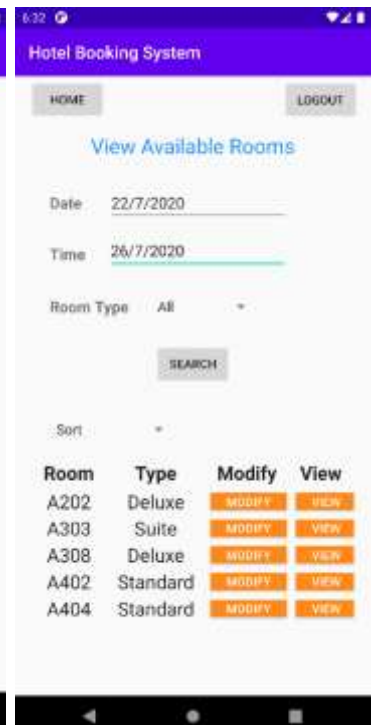 6:32
Hotel Booking System
HOME LOGOUT
View Available Rooms
Date 22/7/2020
Time 26/7/2020
Room Type All
SEARCH
Sort
Room Type Modify View
A202 Deluxe MODIFY VIEW
A303 Suite MODIFY VIEW
A308 Deluxe MODIFY VIEW
A402 Standard MODIFY VIEW
A404 Standard MODIFY VIEW